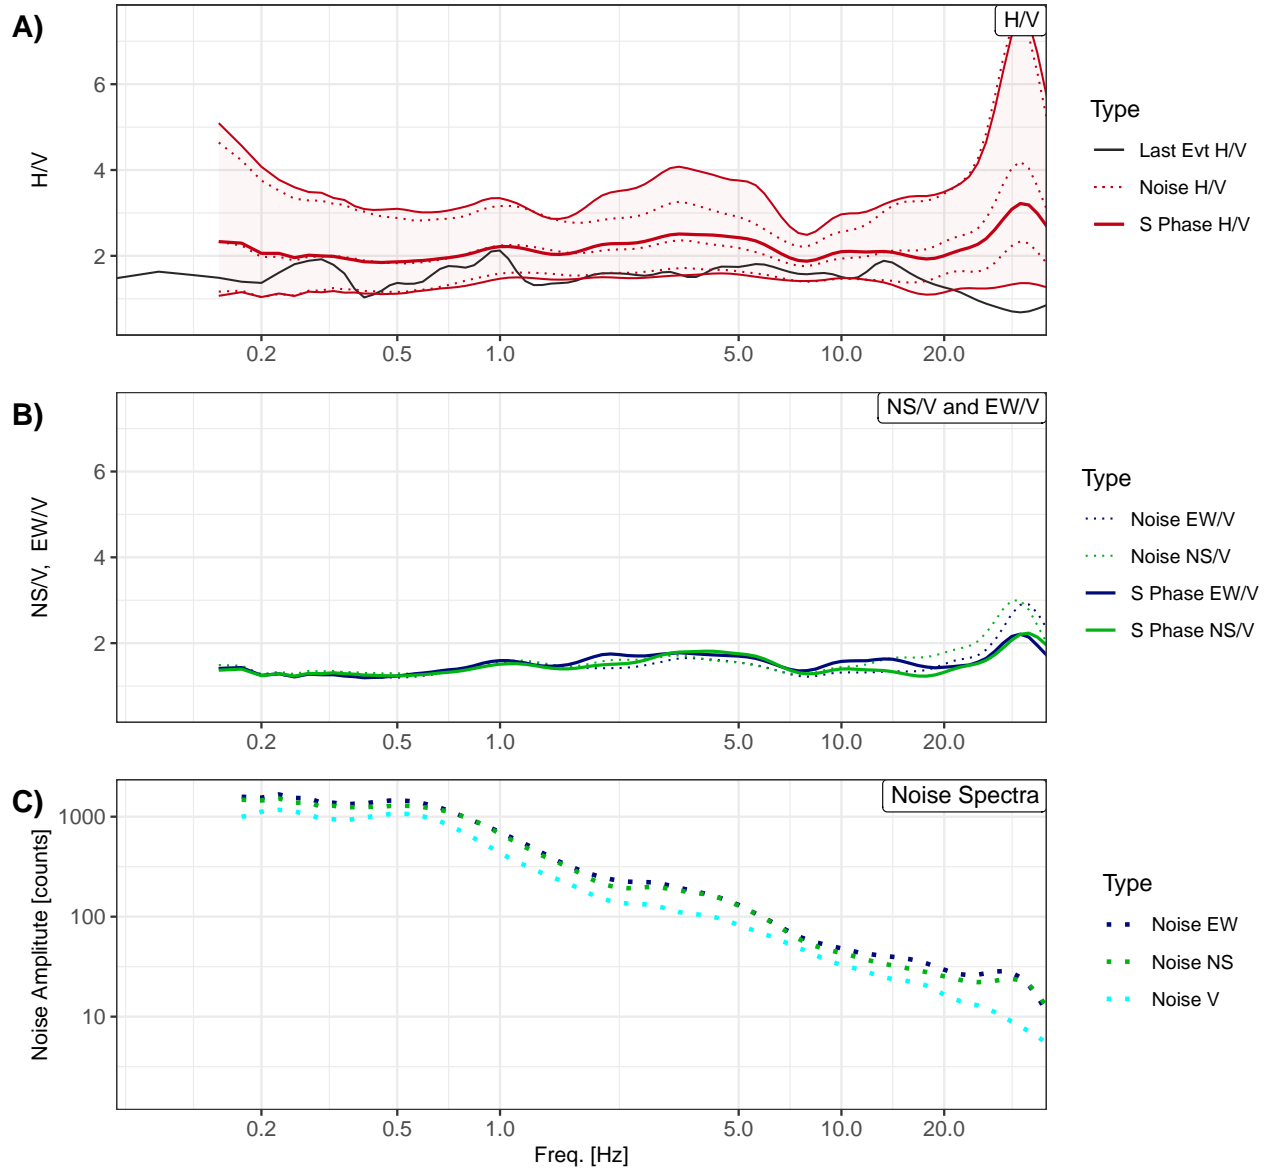 A)
H/V
6
4
2
H/V
0.2 0.5 1.0 5.0 10.0 20.0
Type
Last Evt H/V
Noise H/V
S Phase H/V
B)
NS/V and EW/V
6
4
2
NS/V, EW/V
0.2 0.5 1.0 5.0 10.0 20.0
Type
Noise EW/V
Noise NS/V
S Phase EW/V
S Phase NS/V
C)
Noise Spectra
1000
100
10
Noise Amplitute [counts]
0.2 0.5 1.0 5.0 10.0 20.0
Freq. [Hz]
Type
Noise EW
Noise NS
Noise V